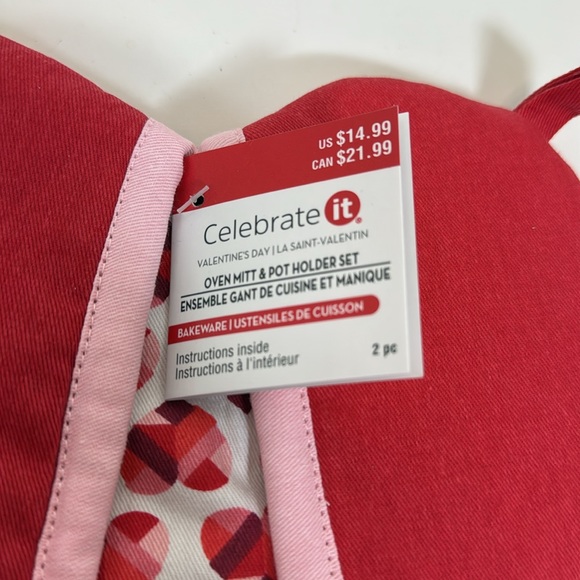 US $14.99
CAN $21.99
Celebrate it®
VALENTINE'S DAY | LA SAINT-VALENTIN
OVEN MITT & POT HOLDER SET
ENSEMBLE GANT DE CUISINE ET MANIQUE
BAKEWARE | USTENSILES DE CUISSON
Instructions inside
Instructions à l'intérieur
2 pc